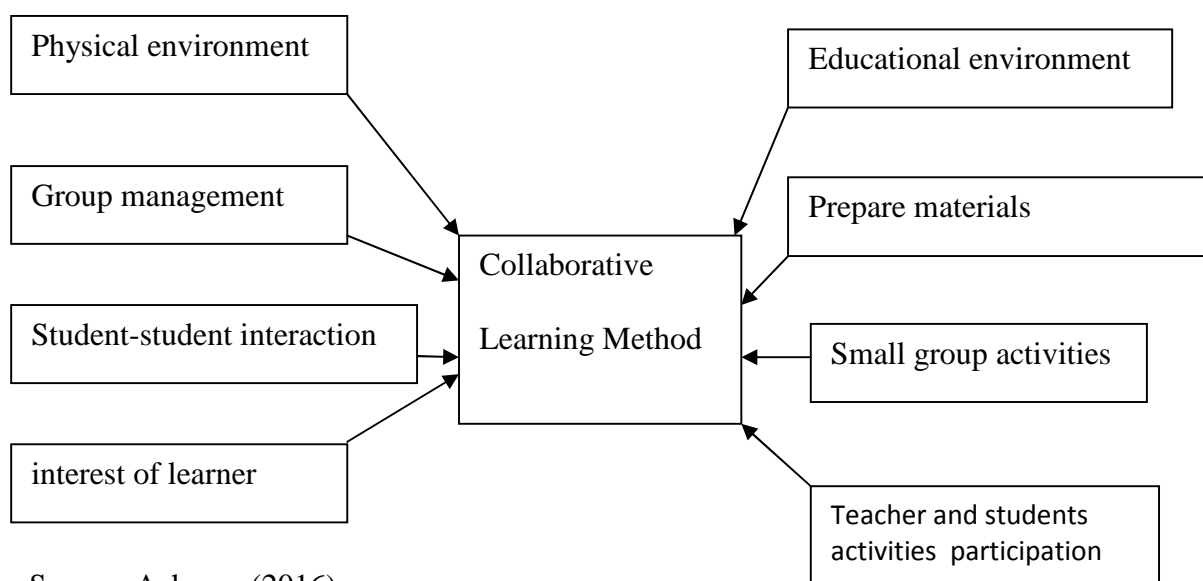 Physical environment
Educational environment
Group management
Prepare materials
Collaborative
Learning Method
Student-student interaction
Small group activities
interest of learner
Teacher and students
activities participation
(2016)